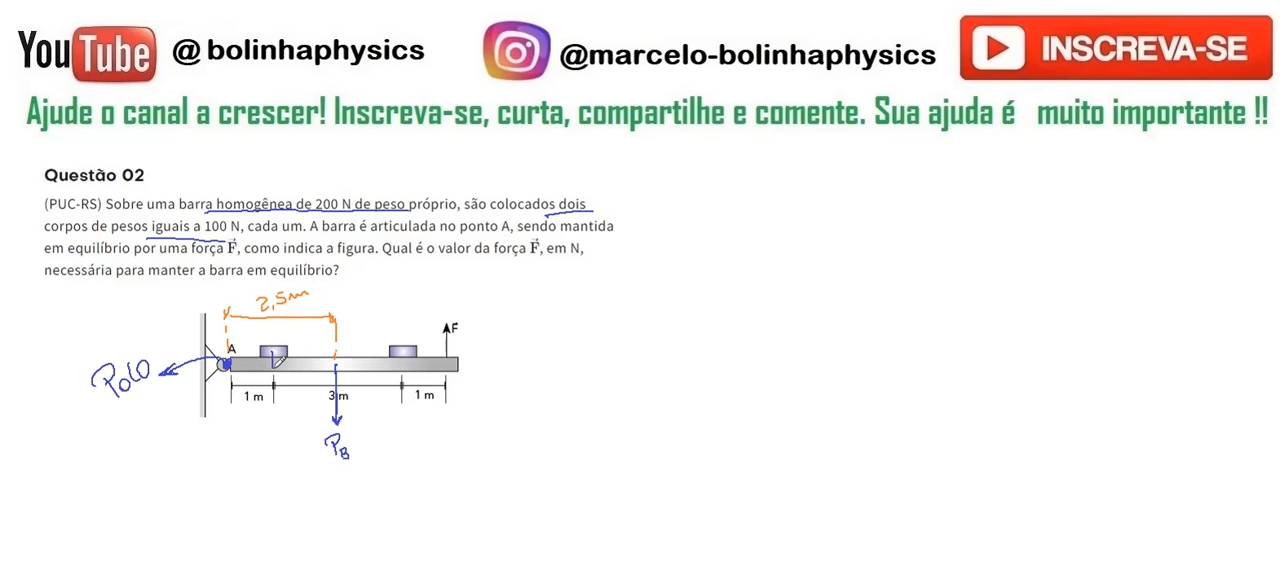 YouTube @ bolinhaphysics @marcelo-bolinhaphysics INSCREVA-SE
Ajude o canal a crescer! Inscreva-se, curta, compartilhe e comente. Sua ajuda é muito importante !!
Questão 02
(PUC-RS) Sobre uma barra homogênea de 200 N de peso próprio, são colocados dois
corpos de pesos iguais a 100 N, cada um. A barra é articulada no ponto A, sendo mantida
em equilíbrio por uma força F⃗, como indica a figura. Qual é o valor da força F⃗, em N,
necessária para manter a barra em equilíbrio?
2,5m
F
A
Polo
1 m 3 m 1 m
PB